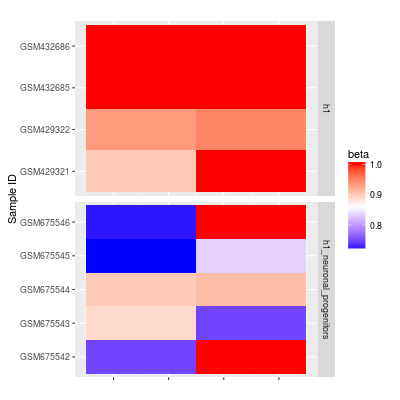 GSM432686
GSM432685
GSM429322
GSM429321
h1
GSM675546
GSM675545
GSM675544
GSM675543
GSM675542
h1_neuronal_progenitors
Sample ID
beta
1.0
0.9
0.8